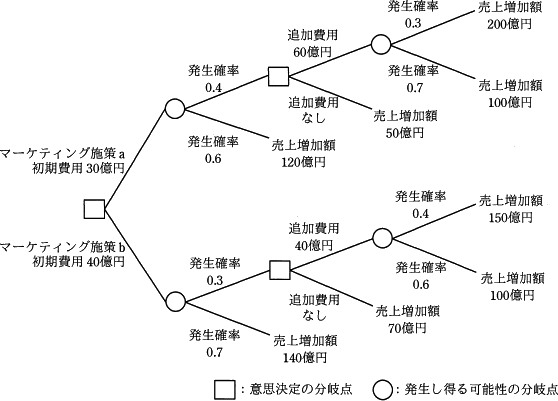 発生確率
0.3
売上増加額
200億円
追加費用
60億円
発生確率
0.4
発生確率
0.7
売上増加額
100億円
追加費用
なし
売上増加額
50億円
発生確率
0.6
売上増加額
120億円
マーケティング施策a
初期費用 30億円
マーケティング施策b
初期費用 40億円
発生確率
0.4
売上増加額
150億円
追加費用
40億円
発生確率
0.3
発生確率
0.6
売上増加額
100億円
追加費用
なし
売上増加額
70億円
発生確率
0.7
売上増加額
140億円
：意思決定の分岐点
：発生し得る可能性の分岐点